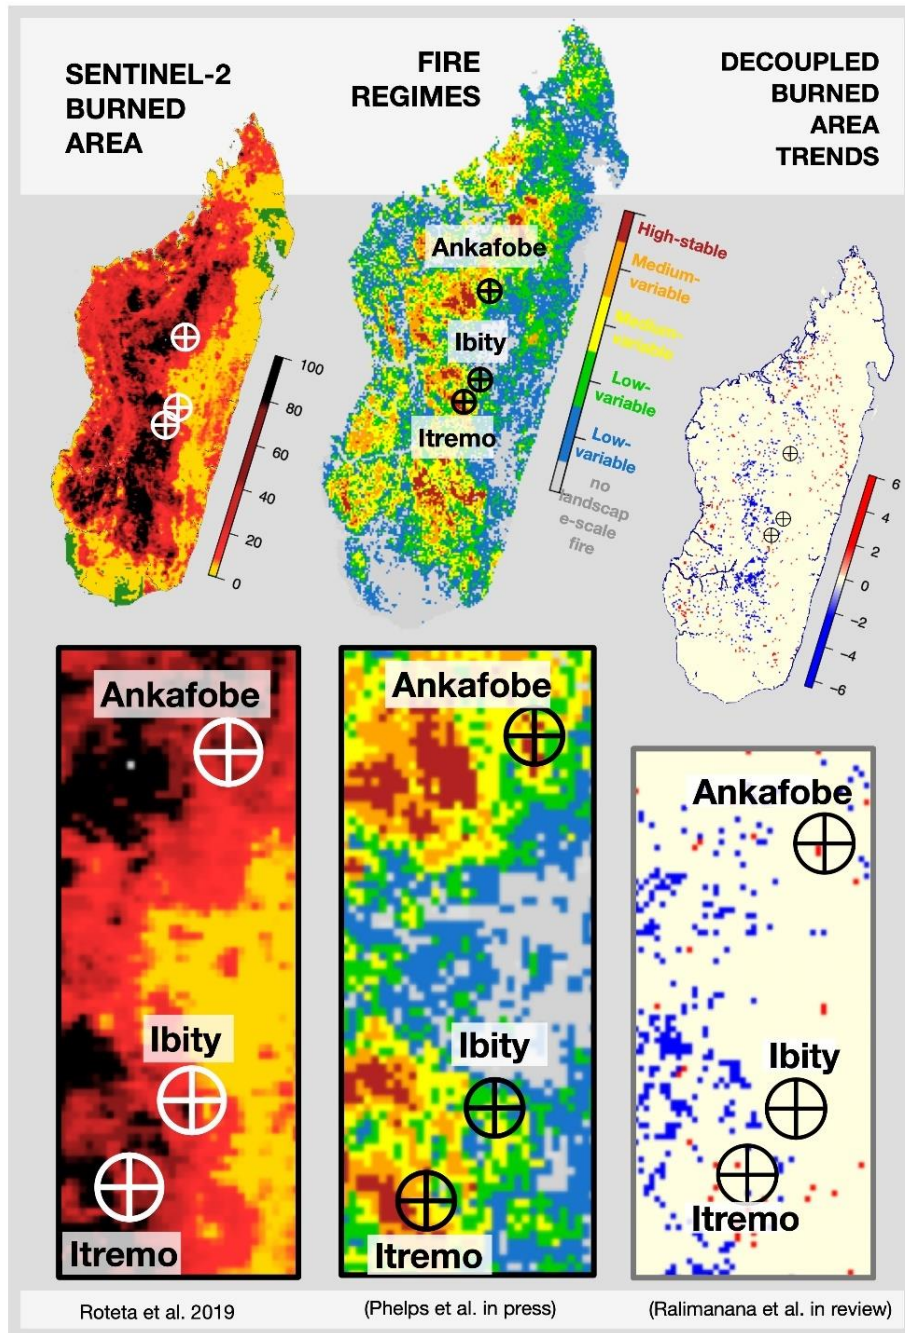 SENTINEL-2
BURNED
AREA
FIRE
REGIMES
DECOUPLED
BURNED
AREA
TRENDS
Ankafobe
Ibity
Itremo
100
80
60
40
20
0
High-stable
Medium-
variable
Medium-
variable
Low-
variable
Low-
variable
no
landscap
e-scale
fire
6
4
2
0
−2
−4
−6
Ankafobe
Ibity
Itremo
Ankafobe
Ibity
Itremo
Ankafobe
Ibity
Itremo
Roteta et al. 2019
(Phelps et al. in press)
(Ralimanana et al. in review)